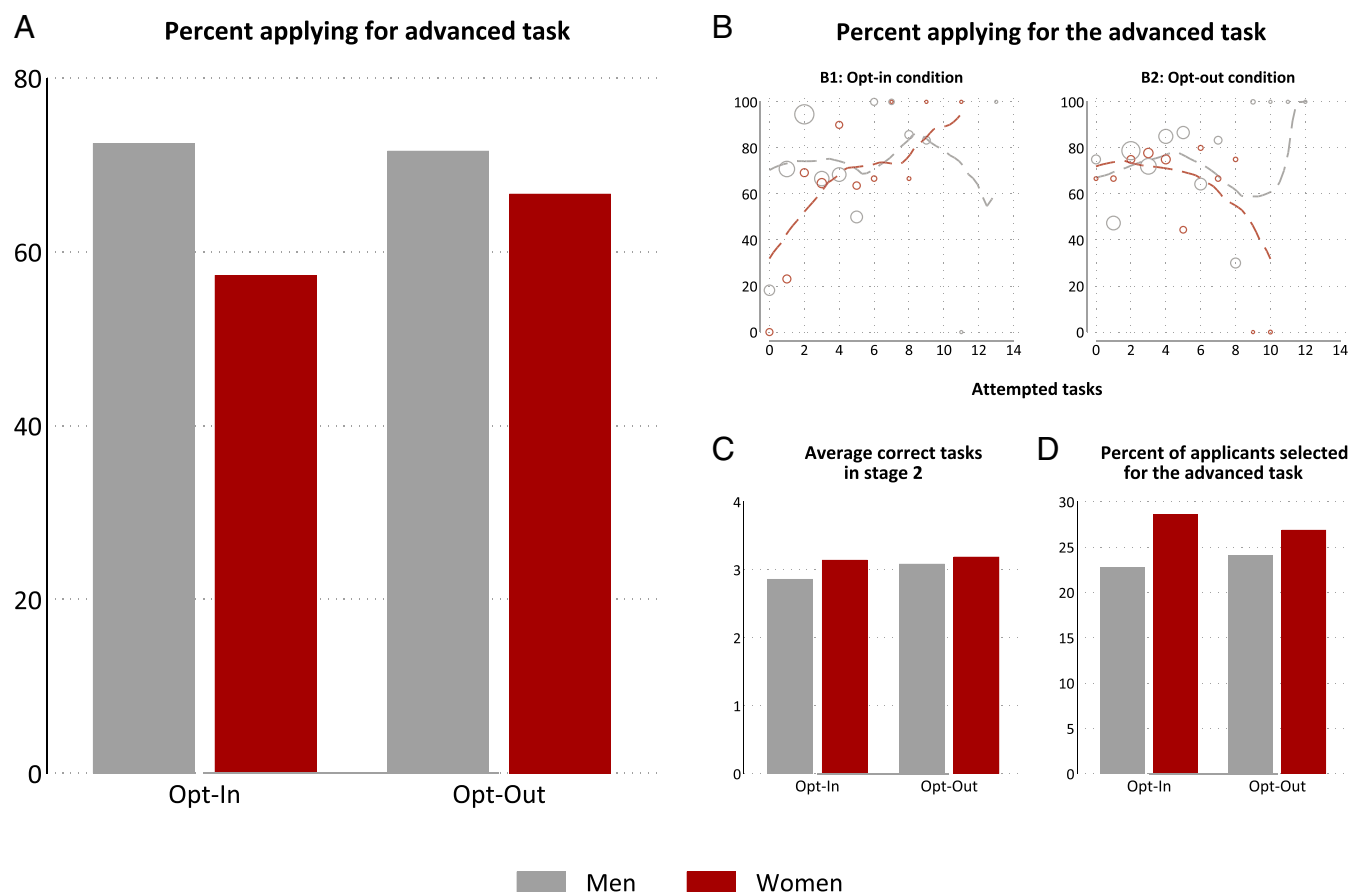 A
Percent applying for advanced task
80
60
40
20
0
Opt-In
Opt-Out
B
Percent applying for the advanced task
B1: Opt-in condition
100
80
60
40
20
0
0 2 4 6 8 10 12 14
B2: Opt-out condition
100
80
60
40
20
0
0 2 4 6 8 10 12 14
Attempted tasks
C
Average correct tasks
in stage 2
4
3
2
1
0
Opt-In
Opt-Out
D
Percent of applicants selected
for the advanced task
30
25
20
15
10
5
0
Opt-In
Opt-Out
Men
Women